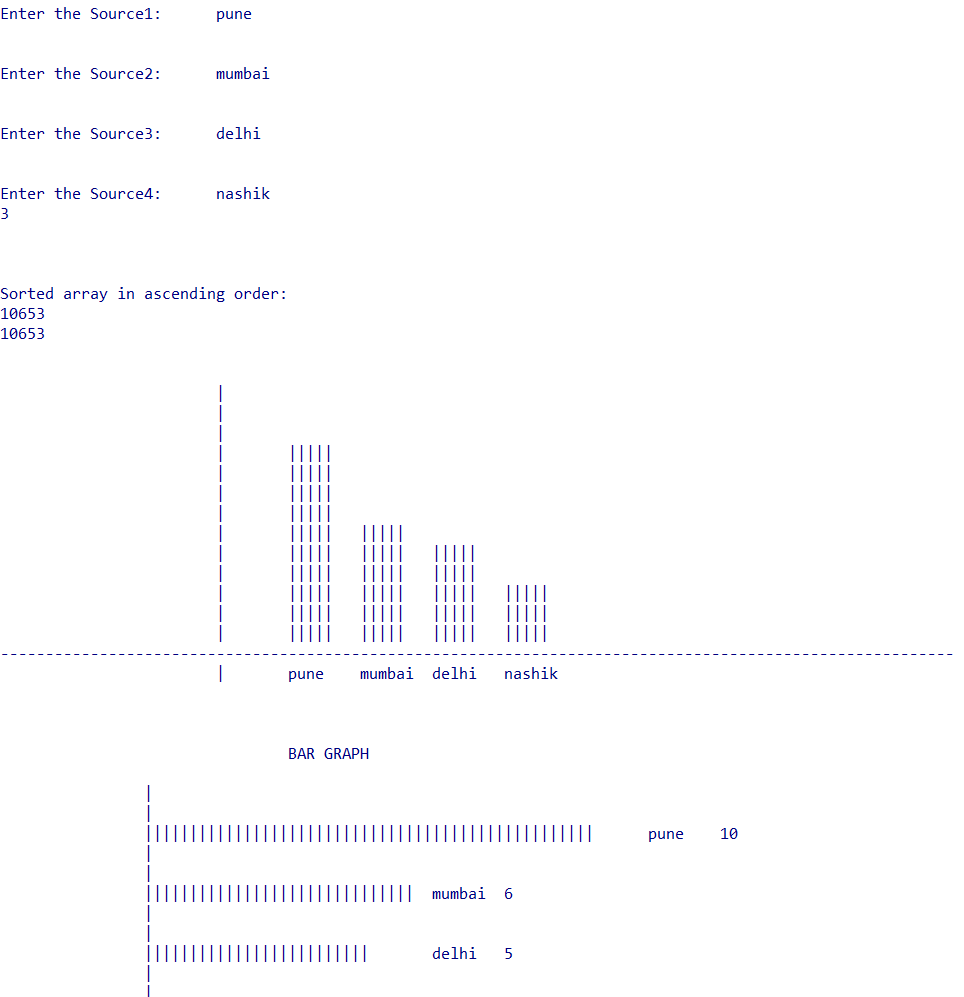 Enter the Source1: pune
Enter the Source2: mumbai
Enter the Source3: delhi
Enter the Source4: nashik
3
Sorted array in ascending order:
10653
10653
pune mumbai delhi nashik
BAR GRAPH
pune 10
mumbai 6
delhi 5